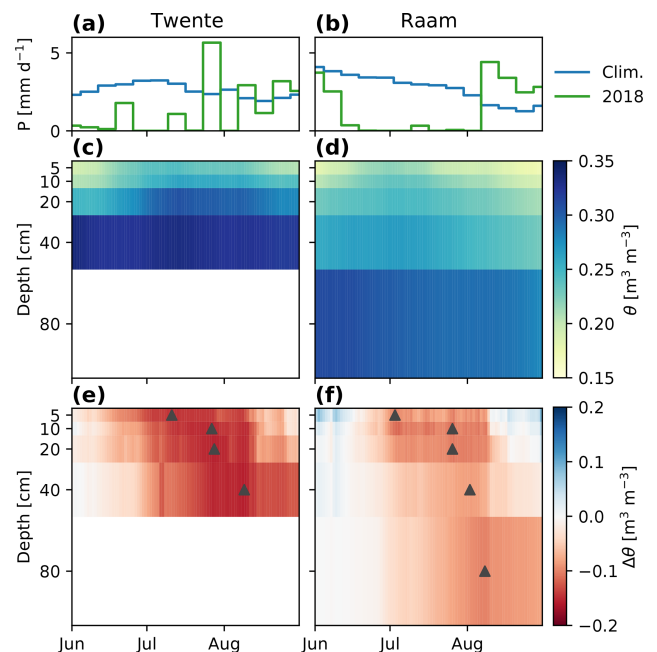 (a) Twente
(b) Raam
P [mm d⁻¹]
5
0
Clim.
2018
(c)
(d)
Depth [cm]
5
10
20
40
80
0.35
0.30
0.25
0.20
0.15
θ [m³ m⁻³]
(e)
(f)
Depth [cm]
5
10
20
40
80
0.2
0.1
0.0
−0.1
−0.2
Δθ [m³ m⁻³]
Jun Jul Aug
Jun Jul Aug